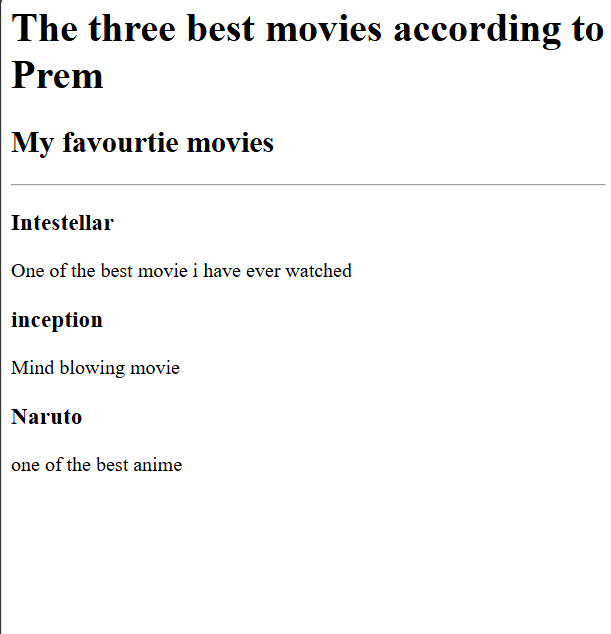 The three best movies according to
Prem
My favourtie movies
Intestellar
One of the best movie i have ever watched
inception
Mind blowing movie
Naruto
one of the best anime